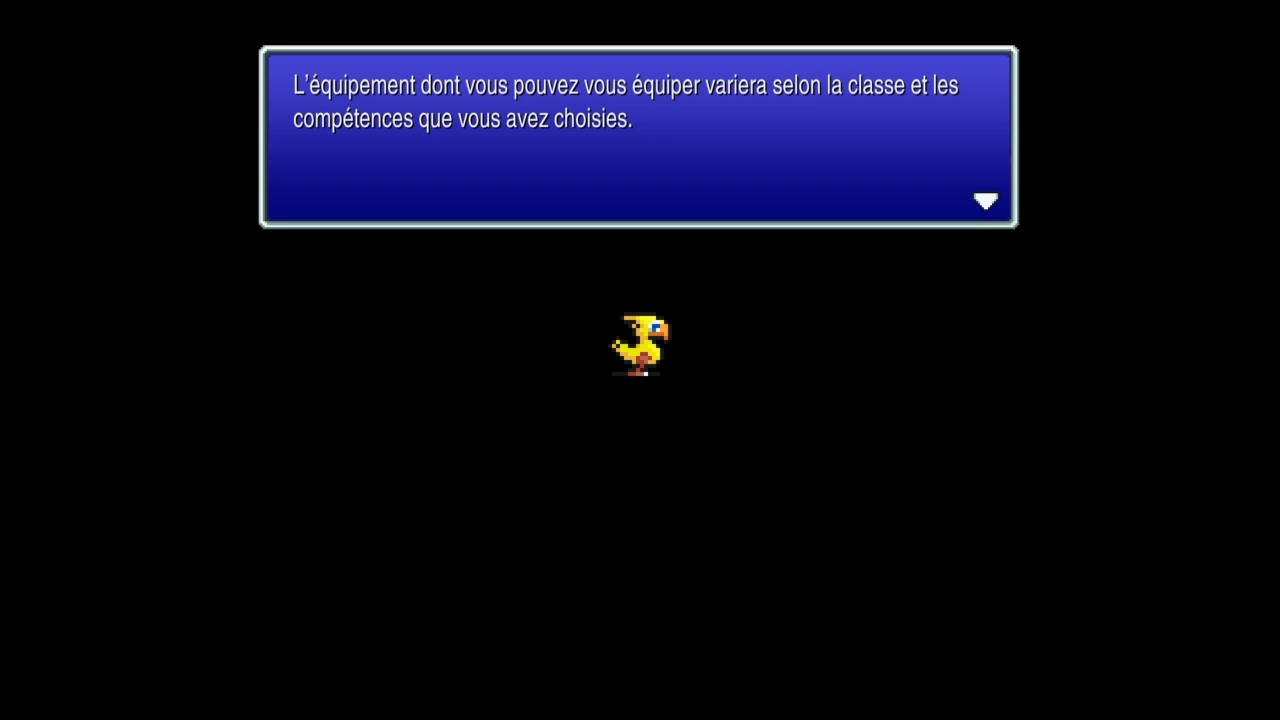 L'équipement dont vous pouvez vous équiper variera selon la classe et les
compétences que vous avez choisies.